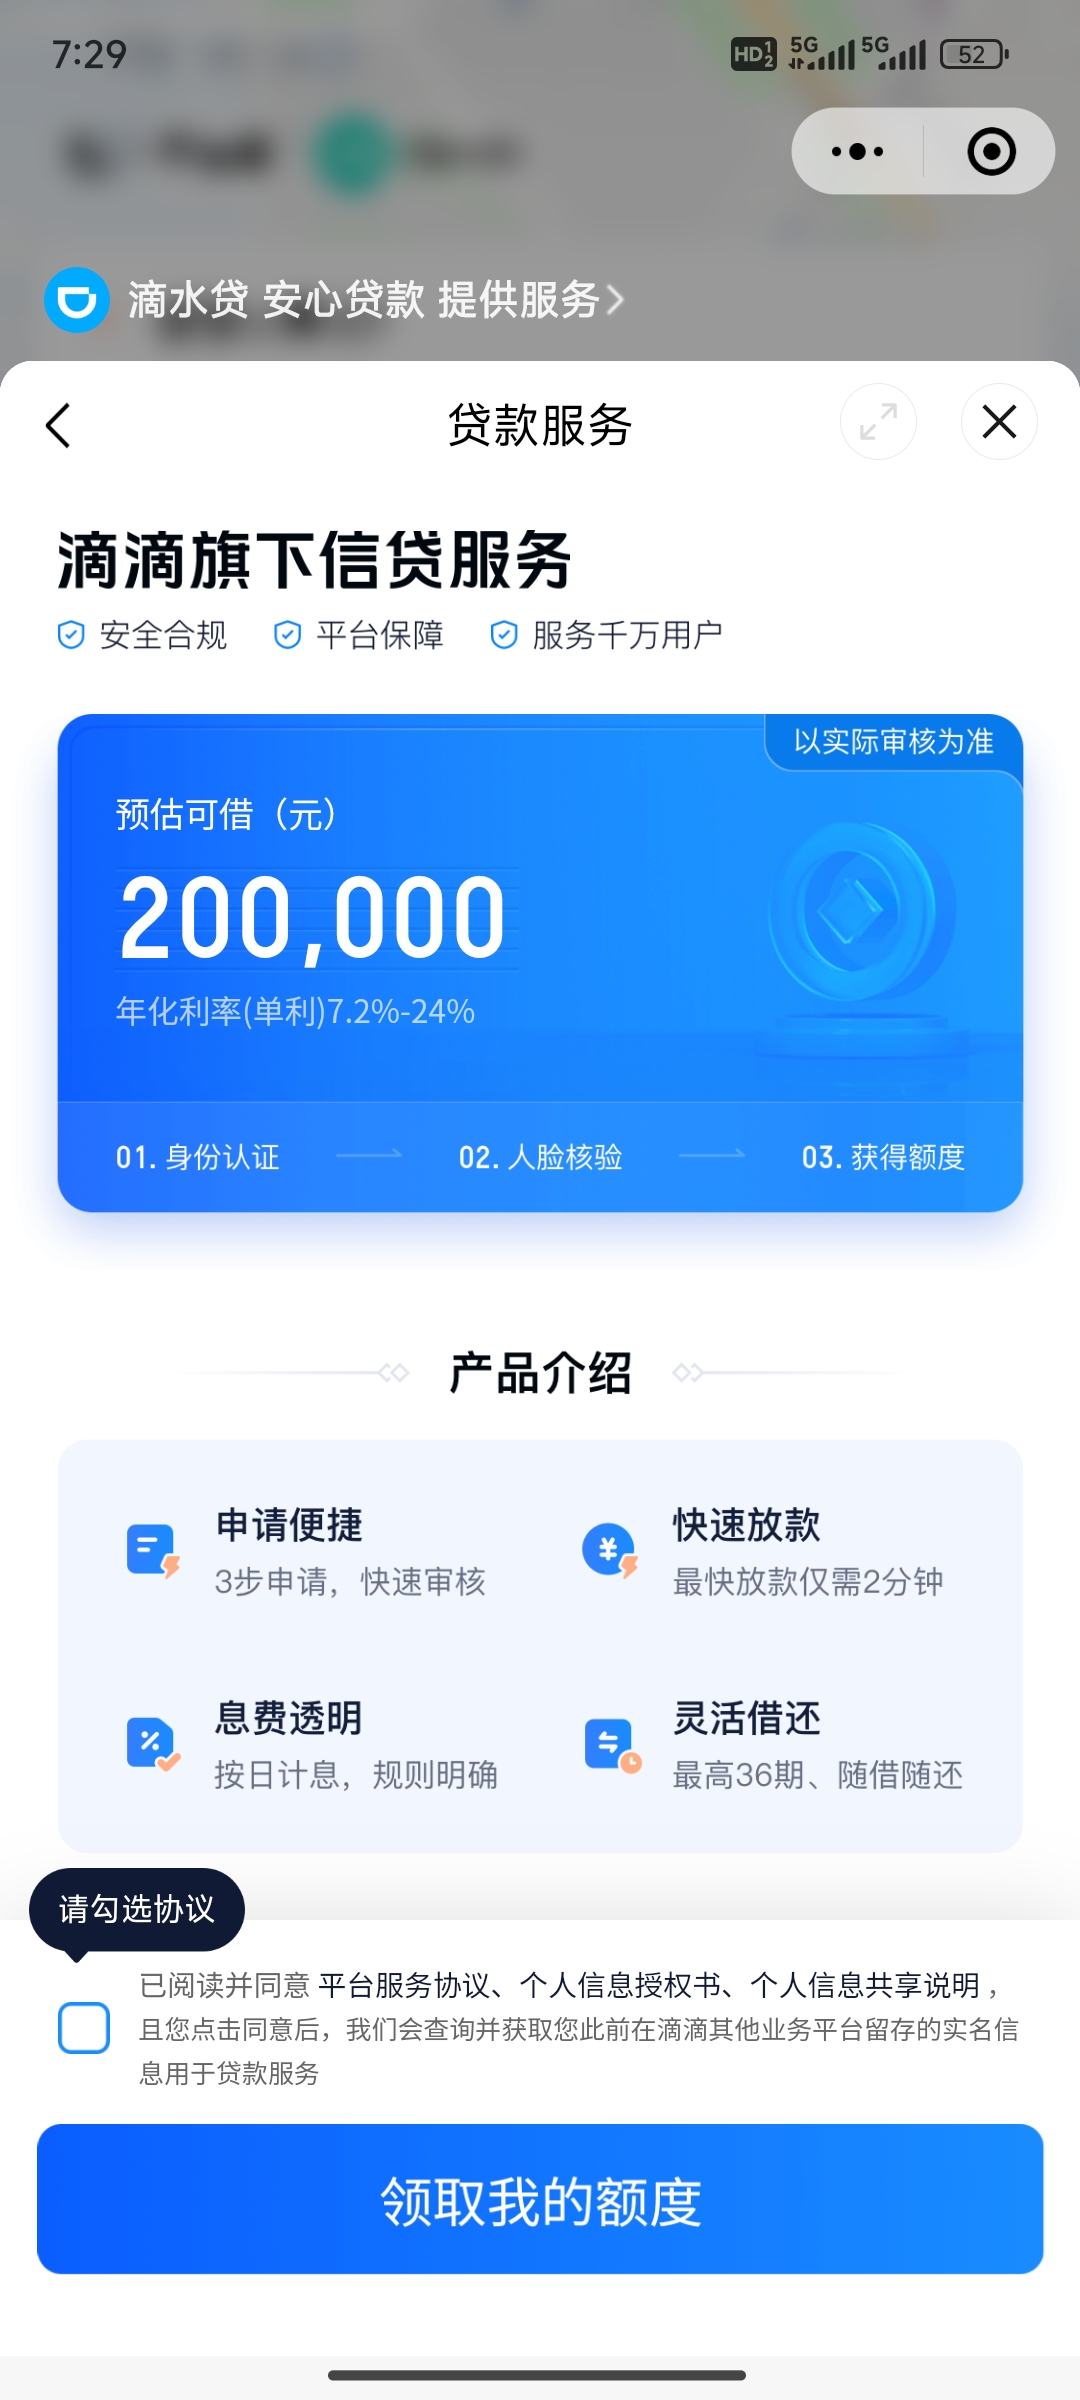 7:29
HD 1 2 5G 5G 52
滴水贷 安心贷款 提供服务
贷款服务
滴滴旗下信贷服务
安全合规 平台保障 服务千万用户
以实际审核为准
预估可借（元）
200,000
年化利率(单利)7.2%-24%
01. 身份认证 02. 人脸核验 03. 获得额度
产品介绍
申请便捷 快速放款
3步申请，快速审核 最快放款仅需2分钟
息费透明 灵活借还
按日计息，规则明确 最高36期、随借随还
请勾选协议
已阅读并同意 平台服务协议、个人信息授权书、个人信息共享说明 ，
且您点击同意后，我们会查询并获取您此前在滴滴其他业务平台留存的实名信
息用于贷款服务
领取我的额度